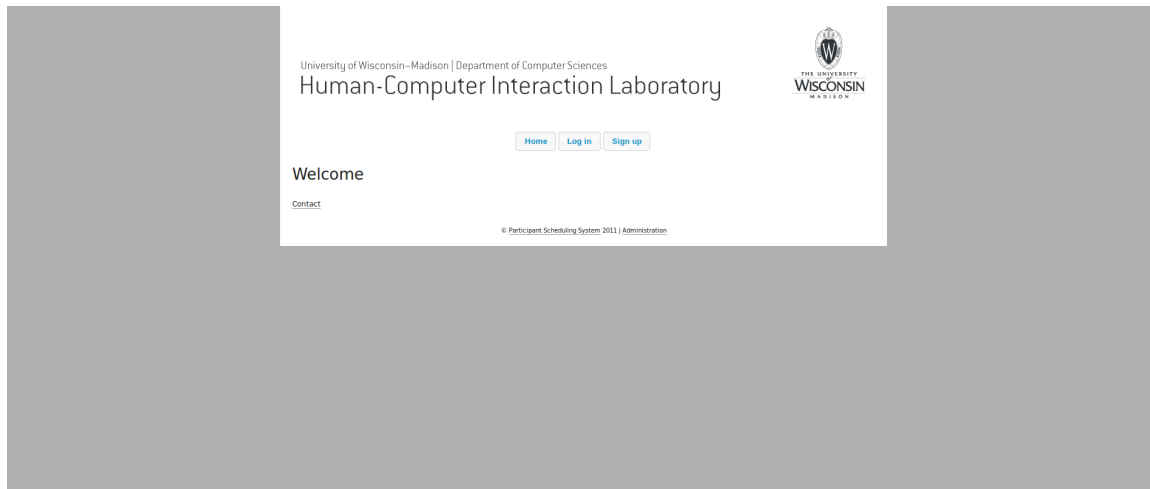 University of Wisconsin–Madison | Department of Computer Sciences
Human-Computer Interaction Laboratory
W
THE UNIVERSITY
of
WISCONSIN
MADISON
Home
Log in
Sign up
Welcome
Contact
© Participant Scheduling System 2011 | Administration